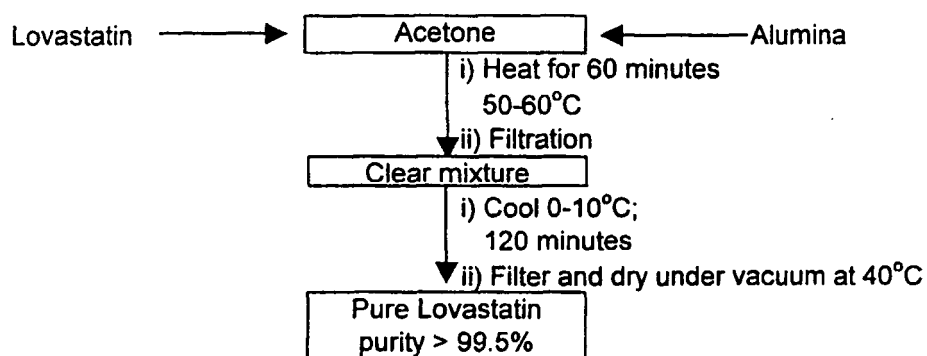 Lovastatin
Acetone
Alumina
i) Heat for 60 minutes
50-60°C
ii) Filtration
Clear mixture
i) Cool 0-10°C;
120 minutes
ii) Filter and dry under vacuum at 40°C
Pure Lovastatin
purity > 99.5%